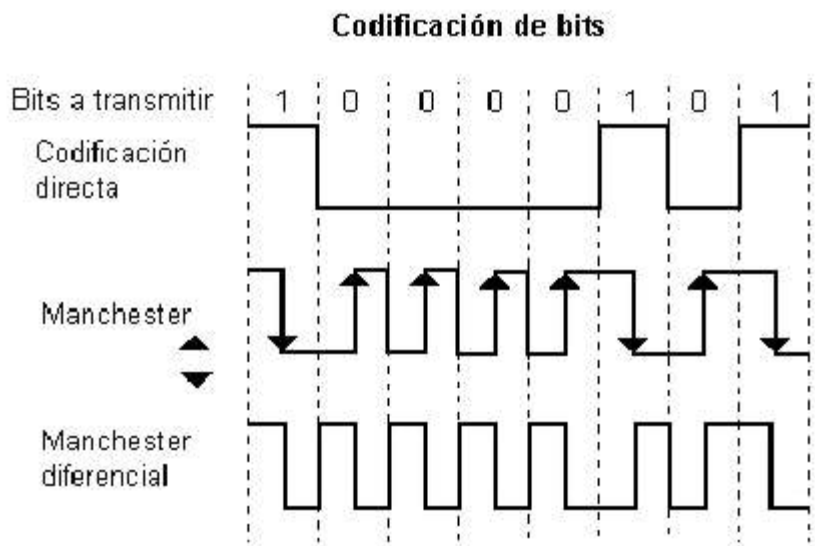 Codificación de bits
Bits a transmitir 1 0 0 0 0 1 0 1
Codificación
directa
Manchester
Manchester
diferencial